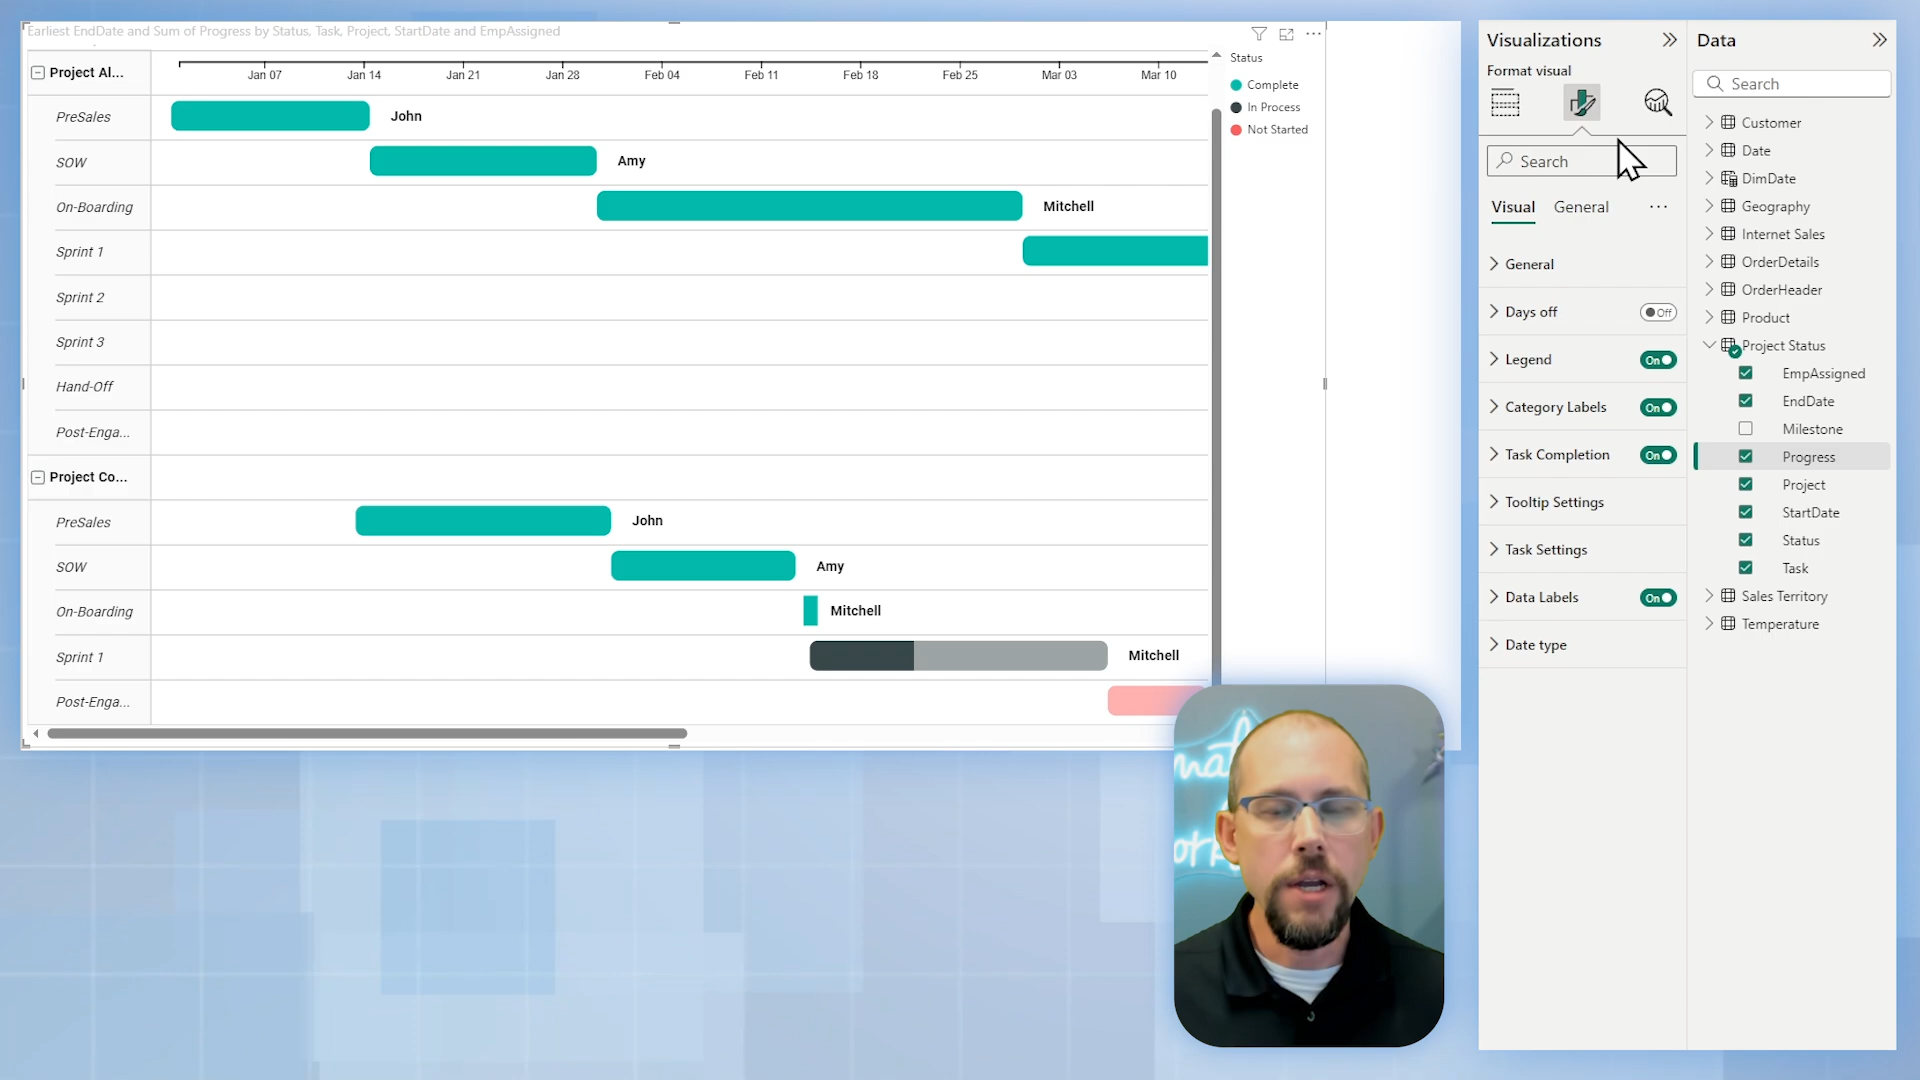 Earliest EndDate and Sum of Progress by Status, Task, Project, StartDate and EmpAssigned
Project Al...
Jan 07 Jan 14 Jan 21 Jan 28 Feb 04 Feb 11 Feb 18 Feb 25 Mar 03 Mar 10
PreSales John
SOW Amy
On-Boarding Mitchell
Sprint 1
Sprint 2
Sprint 3
Hand-Off
Post-Enga...
Project Co...
PreSales John
SOW Amy
On-Boarding Mitchell
Sprint 1 Mitchell
Post-Enga...
Status
Complete
In Process
Not Started
Visualizations
Format visual
Search
Visual General
General
Days off Off
Legend On
Category Labels On
Task Completion On
Tooltip Settings
Task Settings
Data Labels On
Date type
Data
Search
Customer
Date
DimDate
Geography
Internet Sales
OrderDetails
OrderHeader
Product
Project Status
EmpAssigned
EndDate
Milestone
Progress
Project
StartDate
Status
Task
Sales Territory
Temperature